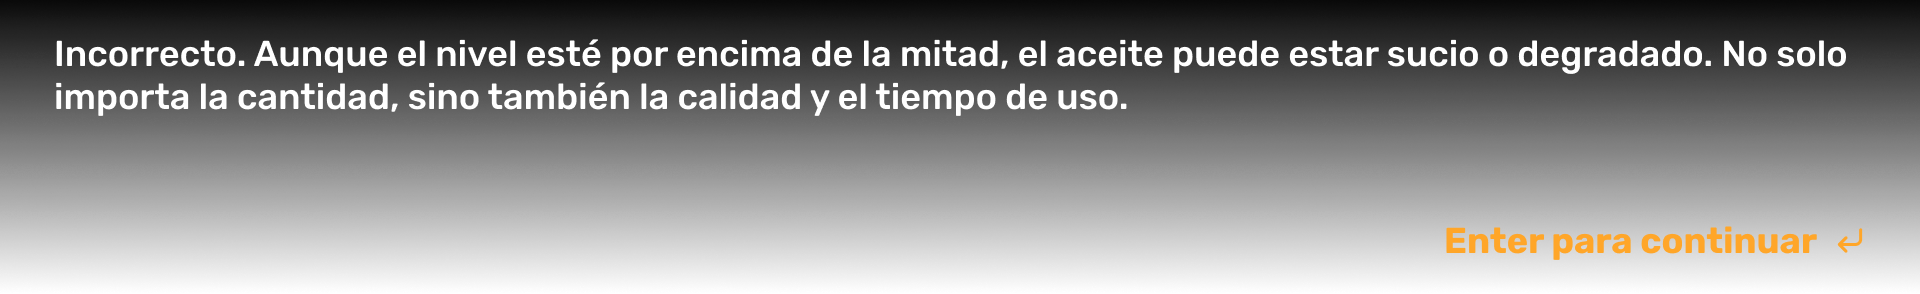 Incorrecto. Aunque el nivel esté por encima de la mitad, el aceite puede estar sucio o degradado. No solo
importa la cantidad, sino también la calidad y el tiempo de uso.
Enter para continuar